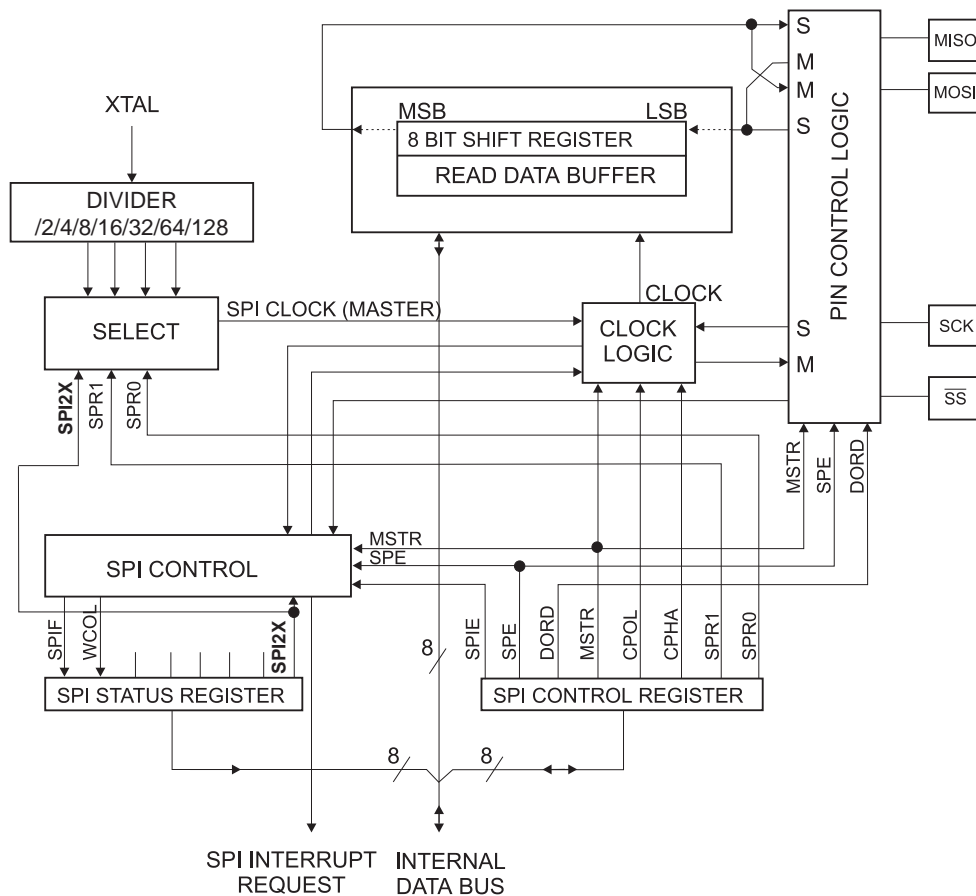 S
MISO
M
XTAL
MSB
LSB
M
MOSI
8 BIT SHIFT REGISTER
S
READ DATA BUFFER
DIVIDER
/2/4/8/16/32/64/128
PIN CONTROL LOGIC
SPI CLOCK (MASTER)
CLOCK
SELECT
CLOCK
LOGIC
S
SCK
M
SPI2X
SPR1
SPR0
SS
MSTR
SPE
DORD
MSTR
SPE
SPI CONTROL
SPIF
WCOL
SPI2X
SPIE
SPE
DORD
MSTR
CPOL
CPHA
SPR1
SPR0
8
SPI STATUS REGISTER
SPI CONTROL REGISTER
8
8
SPI INTERRUPT
REQUEST
INTERNAL
DATA BUS